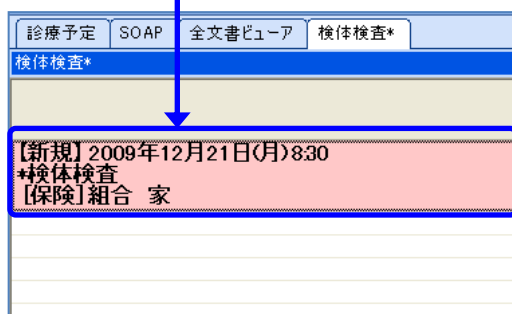 診療予定 SOAP 全文書ビューア 検体検査*
検体検査*
【新規】2009年12月21日(月)8:30
*検体検査
[保険]組合 家